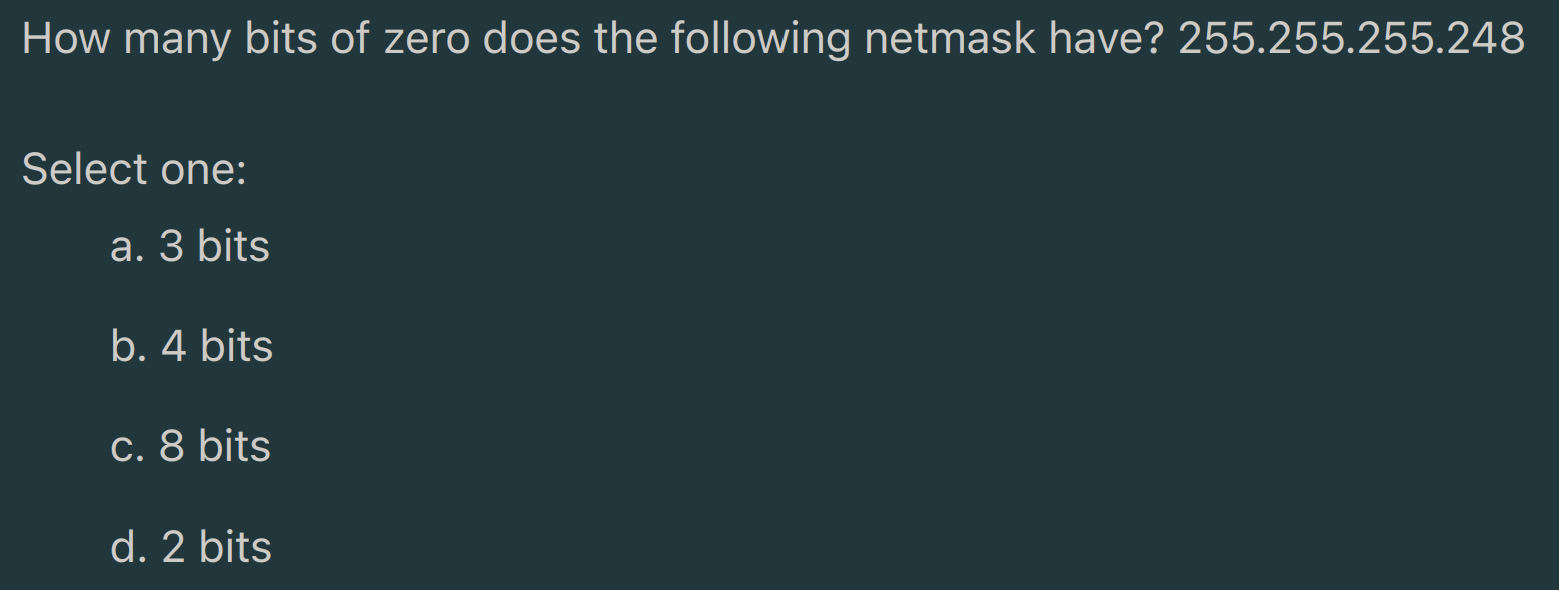 How many bits of zero does the following netmask have? 255.255.255.248
Select one:
a. 3 bits
b. 4 bits
c. 8 bits
d. 2 bits